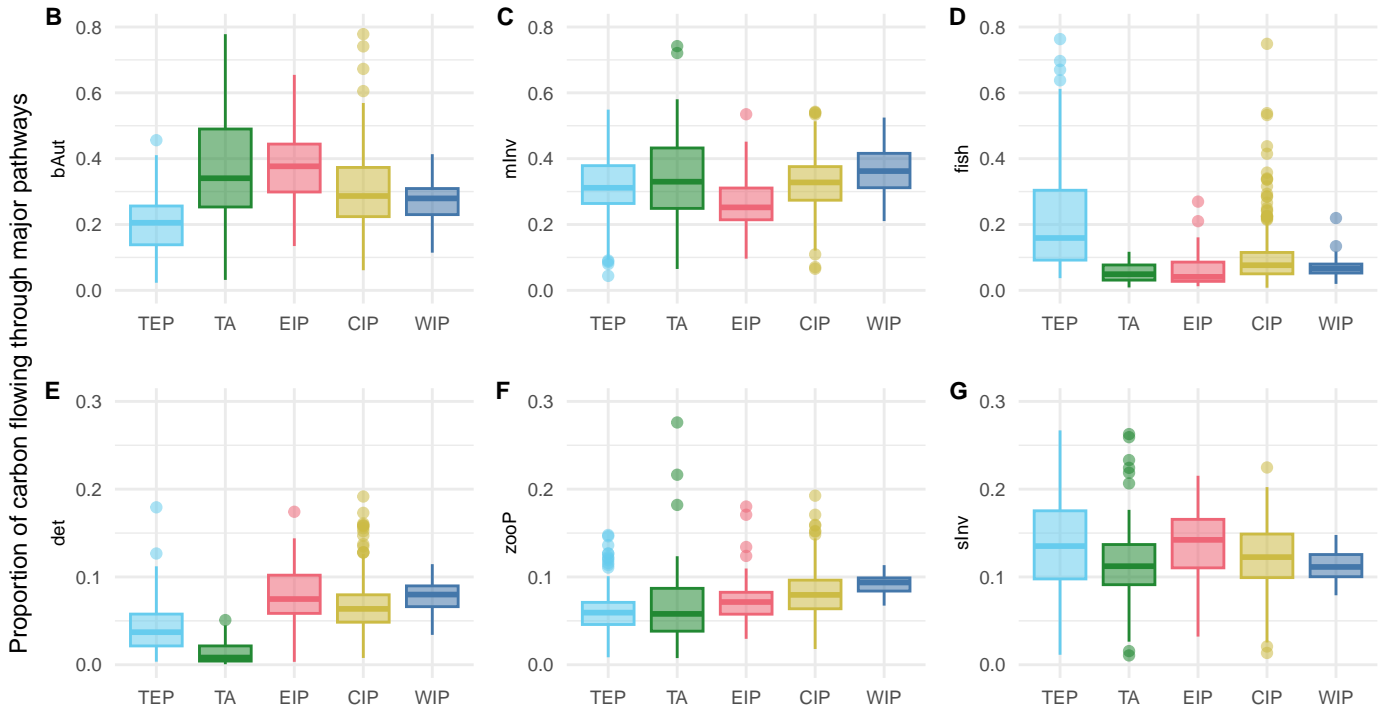 Proportion of carbon flowing through major pathways
B
bAut
0.8
0.6
0.4
0.2
0.0
TEP TA EIP CIP WIP
C
mInv
0.8
0.6
0.4
0.2
0.0
TEP TA EIP CIP WIP
D
fish
0.8
0.6
0.4
0.2
0.0
TEP TA EIP CIP WIP
E
det
0.3
0.2
0.1
0.0
TEP TA EIP CIP WIP
F
zooP
0.3
0.2
0.1
0.0
TEP TA EIP CIP WIP
G
sInv
0.3
0.2
0.1
0.0
TEP TA EIP CIP WIP